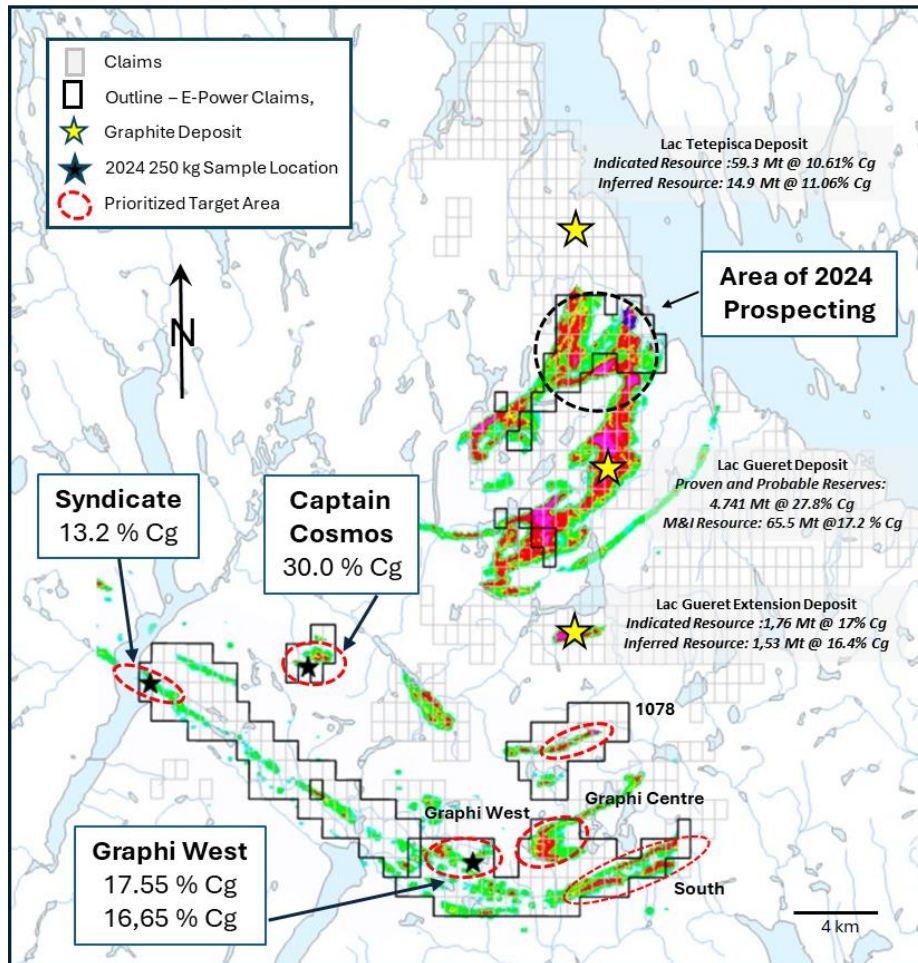 Claims
Outline – E-Power Claims,
Graphite Deposit
2024 250 kg Sample Location
Prioritized Target Area
N
Lac Tetepisca Deposit
Indicated Resource :59.3 Mt @ 10.61% Cg
Inferred Resource: 14.9 Mt @ 11.06% Cg
Area of 2024
Prospecting
Lac Gueret Deposit
Proven and Probable Reserves:
4.741 Mt @ 27.8% Cg
M&I Resource: 65.5 Mt @17.2 % Cg
Syndicate
13.2 % Cg
Captain
Cosmos
30.0 % Cg
Lac Gueret Extension Deposit
Indicated Resource :1,76 Mt @ 17% Cg
Inferred Resource: 1,53 Mt @ 16.4% Cg
1078
Graphi Centre
Graphi West
Graphi West
17.55 % Cg
16,65 % Cg
South
4 km